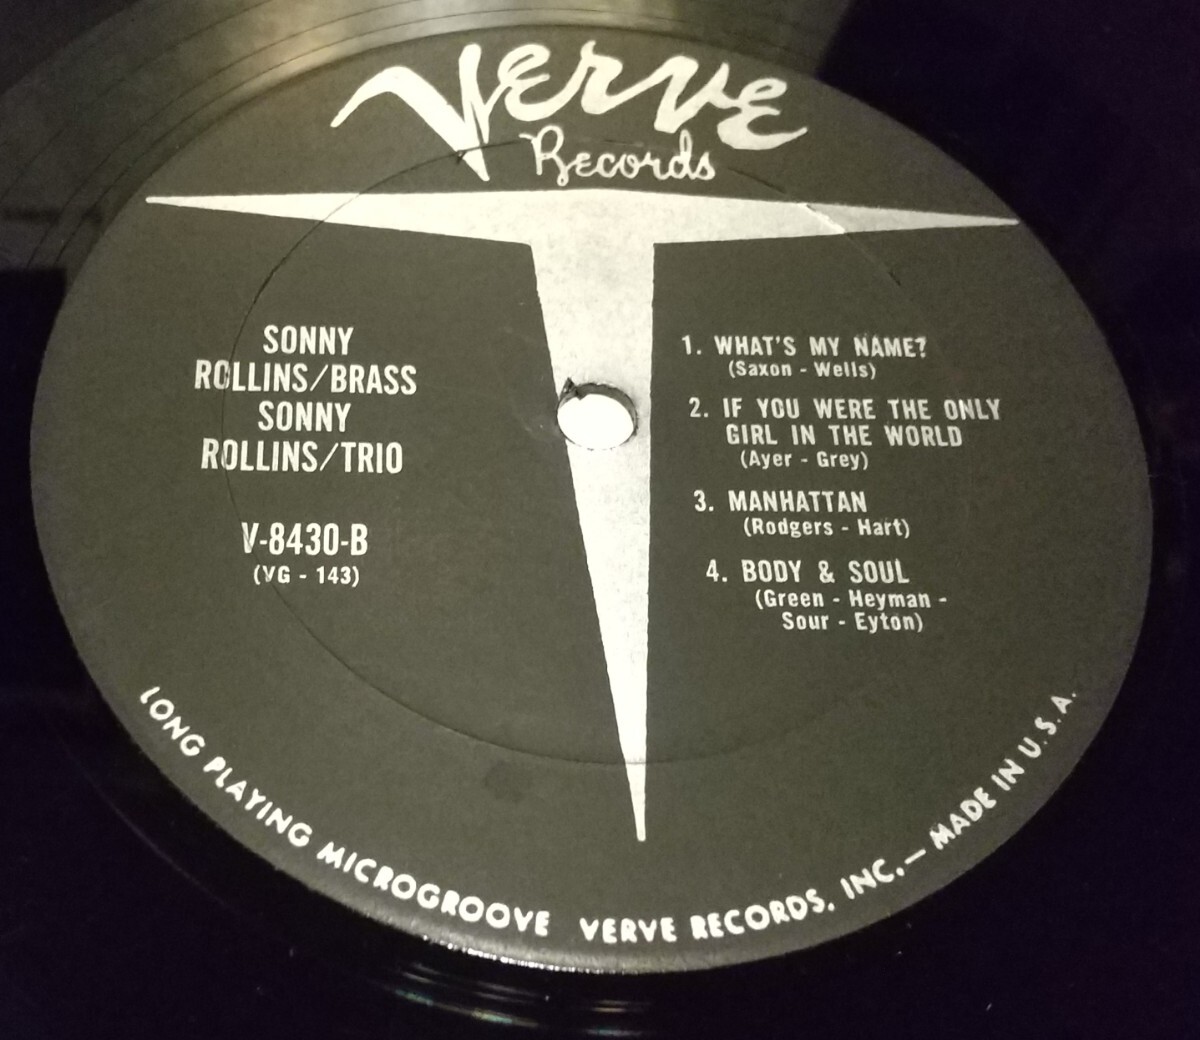 Verve
Records
SONNY
ROLLINS/BRASS
SONNY
ROLLINS/TRIO
V-8430-B
(VG - 143)
1. WHAT'S MY NAME?
(Saxon - Wells)
2. IF YOU WERE THE ONLY
GIRL IN THE WORLD
(Ayer - Grey)
3. MANHATTAN
(Rodgers - Hart)
4. BODY & SOUL
(Green - Heyman -
Sour - Eyton)
LONG PLAYING MICROGROOVE VERVE RECORDS, INC.— MADE IN U.S.A.